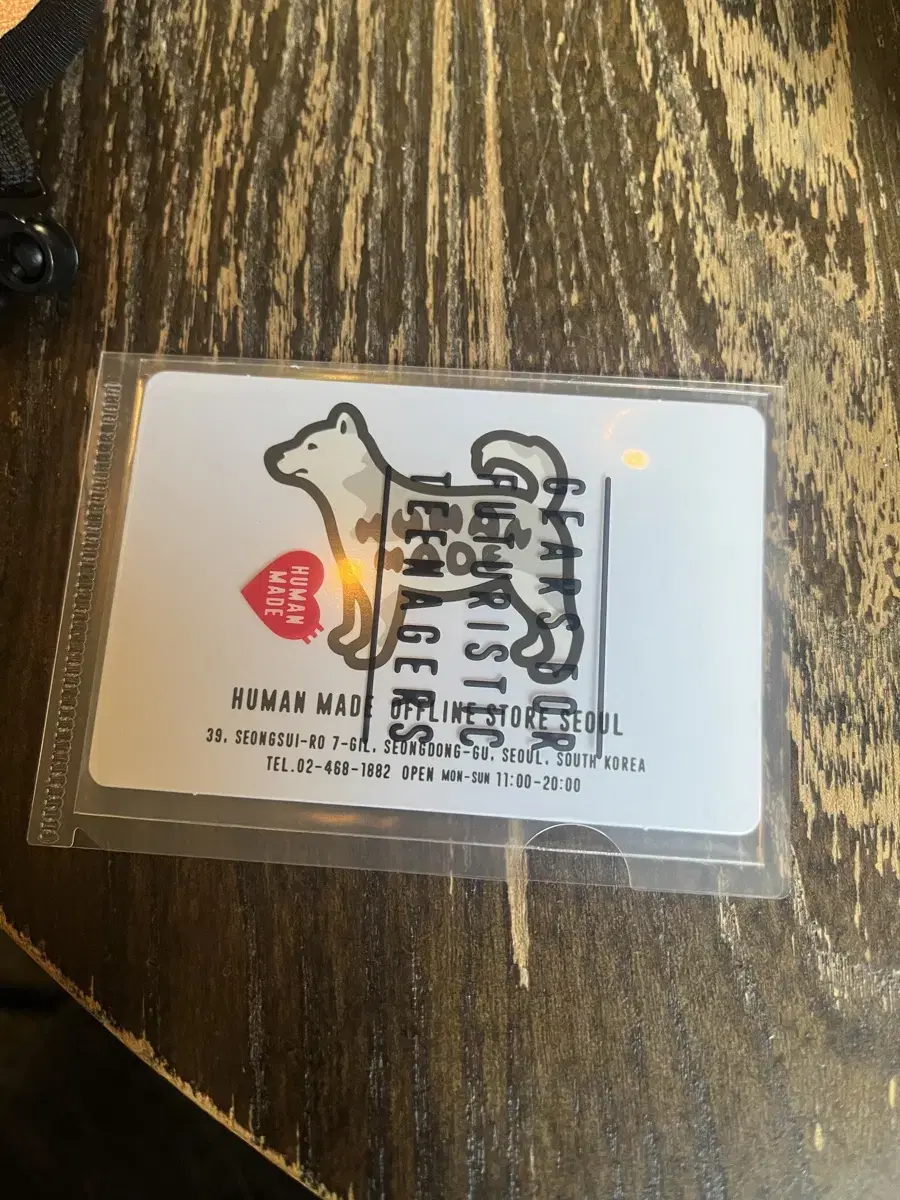 GEARS FOR
FUTURISTIC
TEENAGERS
HUMAN
MADE
HUMAN MADE OFFLINE STORE SEOUL
39, SEONGSUI-RO 7-GIL, SEONGDONG-GU, SEOUL, SOUTH KOREA
TEL.02-468-1882 OPEN MON-SUN 11:00-20:00